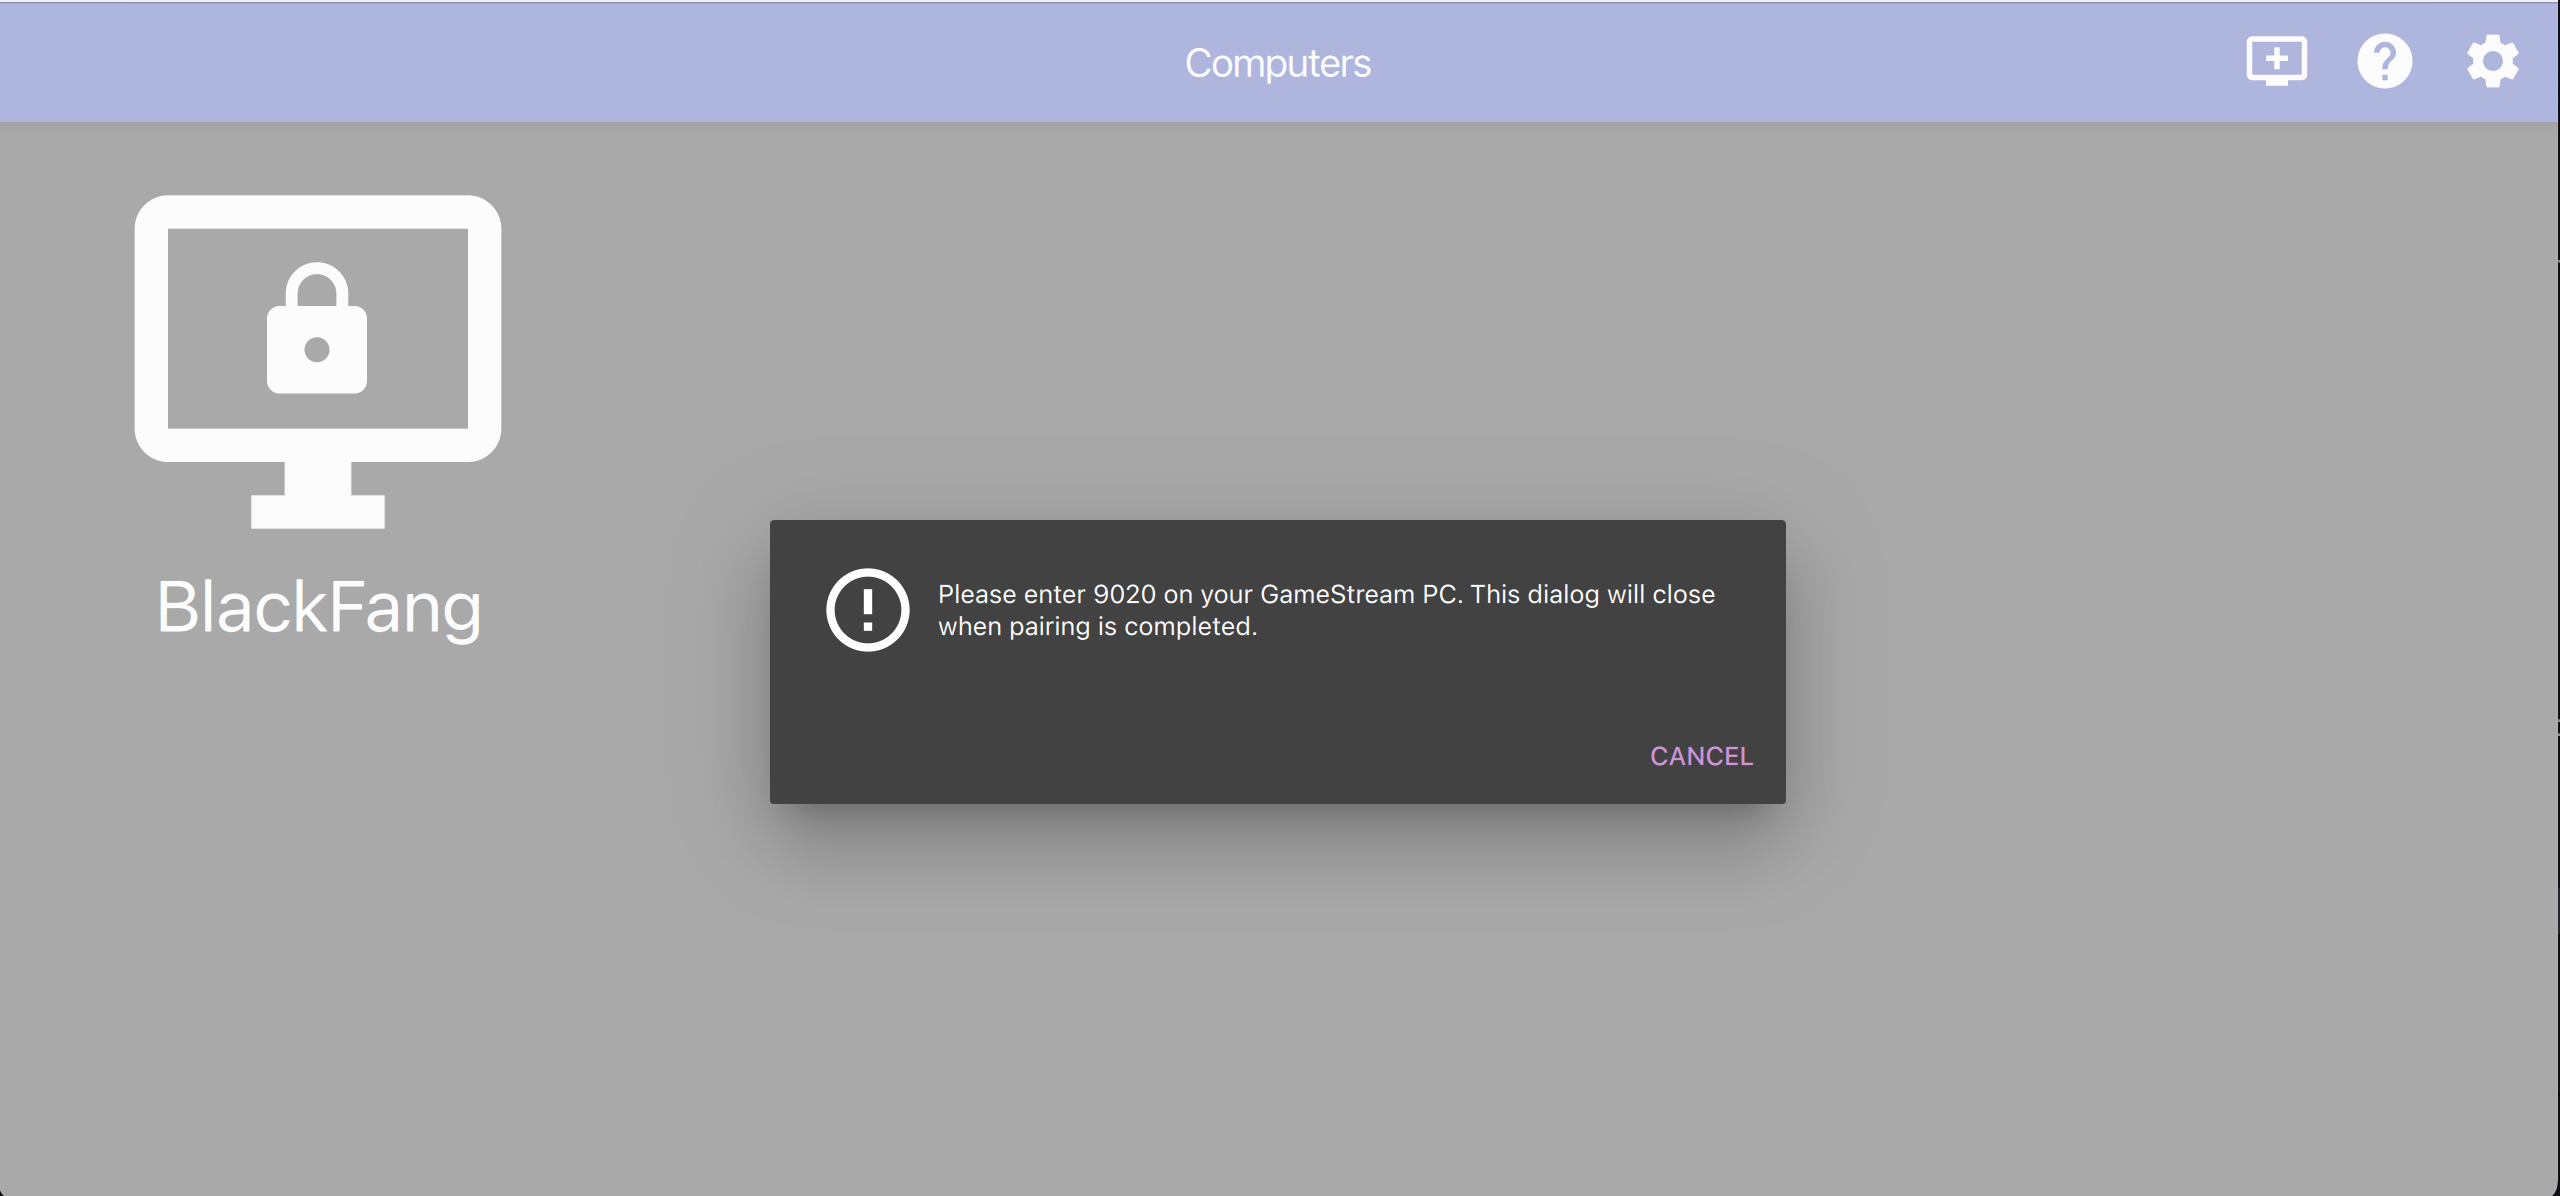 Computers
BlackFang
Please enter 9020 on your GameStream PC. This dialog will close
when pairing is completed.
CANCEL